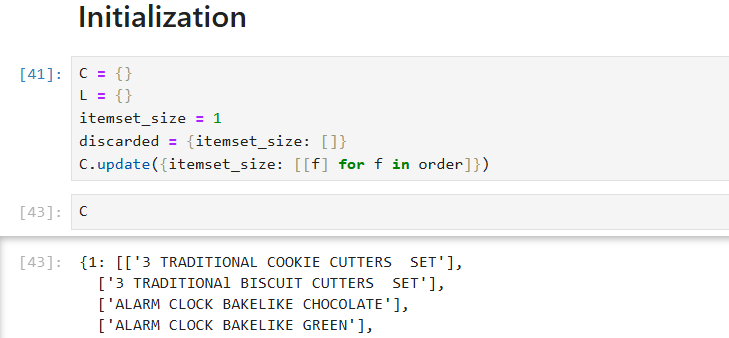 Initialization
[41]: C = {}
L = {}
itemset_size = 1
discarded = {itemset_size: []}
C.update({itemset_size: [[f] for f in order]})
[43]: C
[43]: {1: [['3 TRADITIONAL COOKIE CUTTERS  SET'],
['3 TRADITIONAl BISCUIT CUTTERS  SET'],
['ALARM CLOCK BAKELIKE CHOCOLATE'],
['ALARM CLOCK BAKELIKE GREEN'],